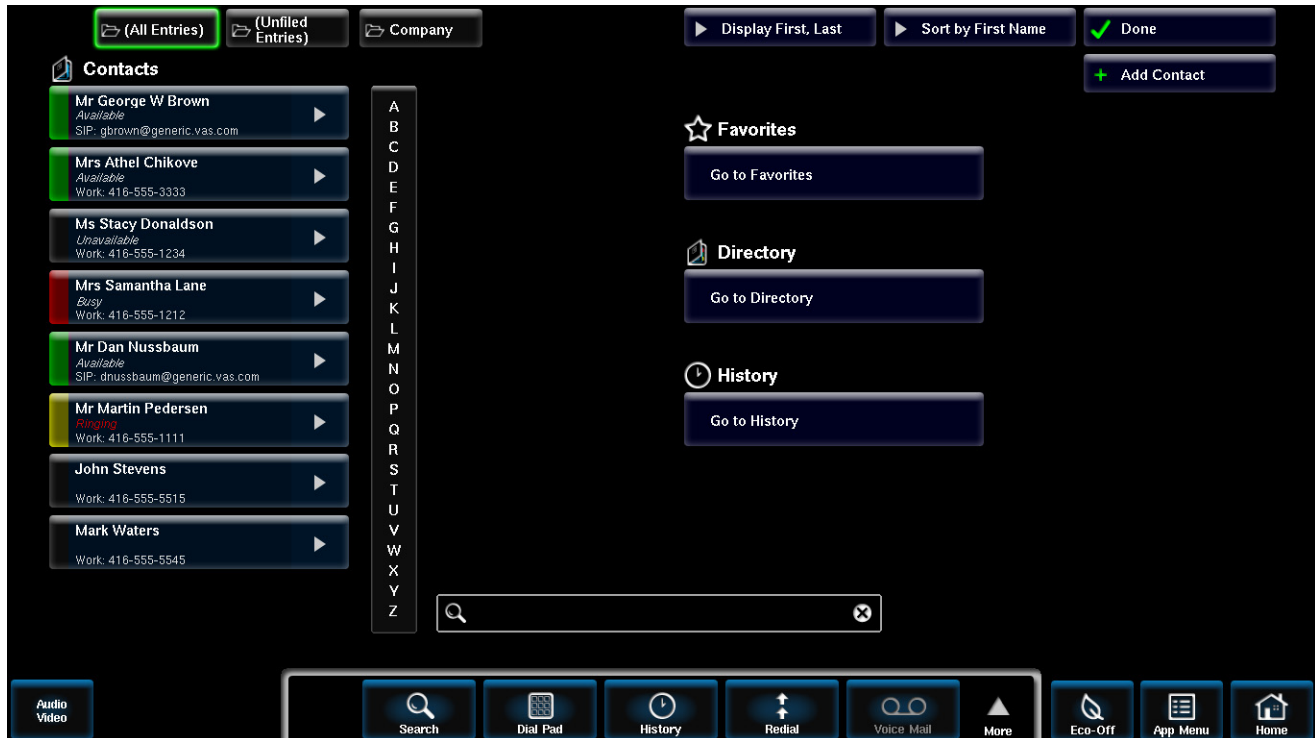 (All Entries)
(Unfiled
Entries)
Company
Display First, Last
Sort by First Name
Done
Add Contact
Contacts
Mr George W Brown
Available
SIP: gbrown@generic.vas.com
Mrs Athel Chikove
Available
Work: 416-555-3333
Ms Stacy Donaldson
Unavailable
Work: 416-555-1234
Mrs Samantha Lane
Busy
Work: 416-555-1212
Mr Dan Nussbaum
Available
SIP: dnussbaum@generic.vas.com
Mr Martin Pedersen
Ringing
Work: 416-555-1111
John Stevens
Work: 416-555-5515
Mark Waters
Work: 416-555-5545
A
B
C
D
E
F
G
H
I
J
K
L
M
N
O
P
Q
R
S
T
U
V
W
X
Y
Z
Favorites
Go to Favorites
Directory
Go to Directory
History
Go to History
Audio
Video
Search
Dial Pad
History
Redial
Voice Mail
More
Eco-Off
App Menu
Home